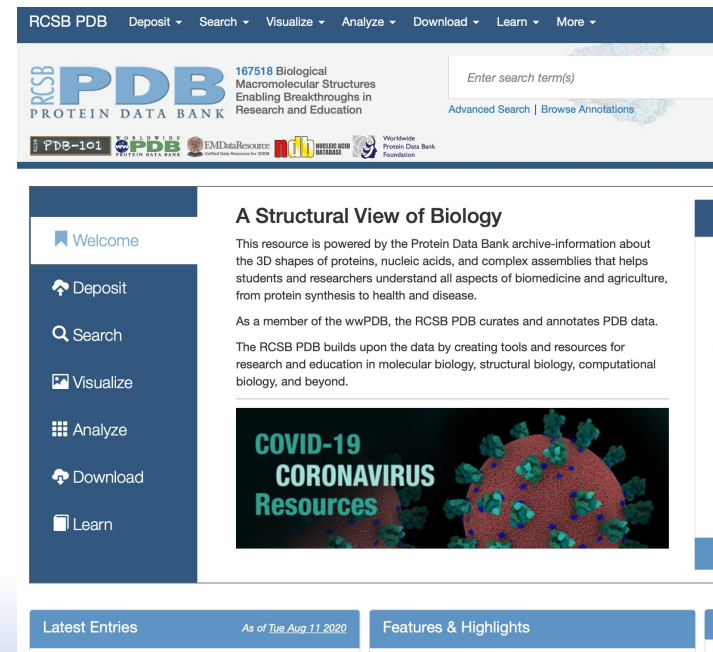 RCSB PDB Deposit Search Visualize Analyze Download Learn More
RCSB
PDB
PROTEIN DATA BANK
167518 Biological
Macromolecular Structures
Enabling Breakthroughs in
Research and Education
Enter search term(s)
Advanced Search | Browse Annotations
PDB-101
WORLDWIDE
PDB
PROTEIN DATA BANK
EMDataResource
Unified Data Resource for 3DEM
ndb
NUCLEIC ACID
DATABASE
Worldwide
Protein Data Bank
Foundation
Welcome
Deposit
Search
Visualize
Analyze
Download
Learn
A Structural View of Biology
This resource is powered by the Protein Data Bank archive-information about
the 3D shapes of proteins, nucleic acids, and complex assemblies that helps
students and researchers understand all aspects of biomedicine and agriculture,
from protein synthesis to health and disease.
As a member of the wwPDB, the RCSB PDB curates and annotates PDB data.
The RCSB PDB builds upon the data by creating tools and resources for
research and education in molecular biology, structural biology, computational
biology, and beyond.
COVID-19
CORONAVIRUS
Resources
Latest Entries As of Tue Aug 11 2020
Features & Highlights